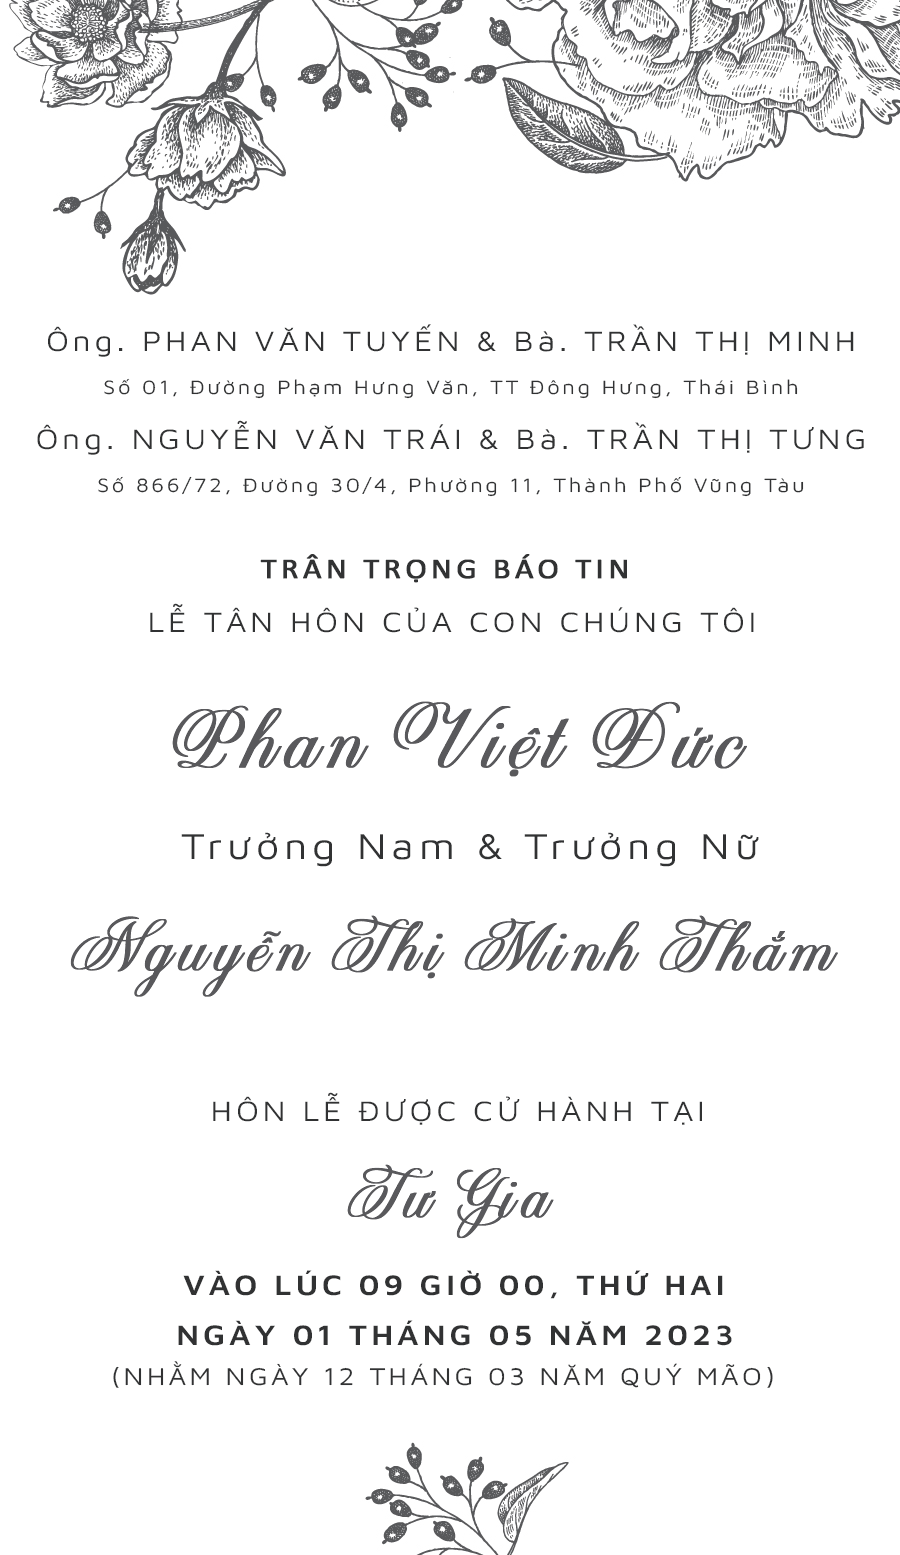 Ông. PHAN VĂN TUYẾN & Bà. TRẦN THỊ MINH
Số 01, Đường Phạm Hưng Văn, TT Đông Hưng, Thái Bình
Ông. NGUYỄN VĂN TRÁI & Bà. TRẦN THỊ TƯNG
Số 866/72, Đường 30/4, Phường 11, Thành Phố Vũng Tàu
TRÂN TRỌNG BÁO TIN
LỄ TÂN HÔN CỦA CON CHÚNG TÔI
Phan Việt Đức
Trưởng Nam & Trưởng Nữ
Nguyễn Thị Minh Thắm
HÔN LỄ ĐƯỢC CỬ HÀNH TẠI
Tư Gia
VÀO LÚC 09 GIỜ 00, THỨ HAI
NGÀY 01 THÁNG 05 NĂM 2023
(NHẰM NGÀY 12 THÁNG 03 NĂM QUÝ MÃO)